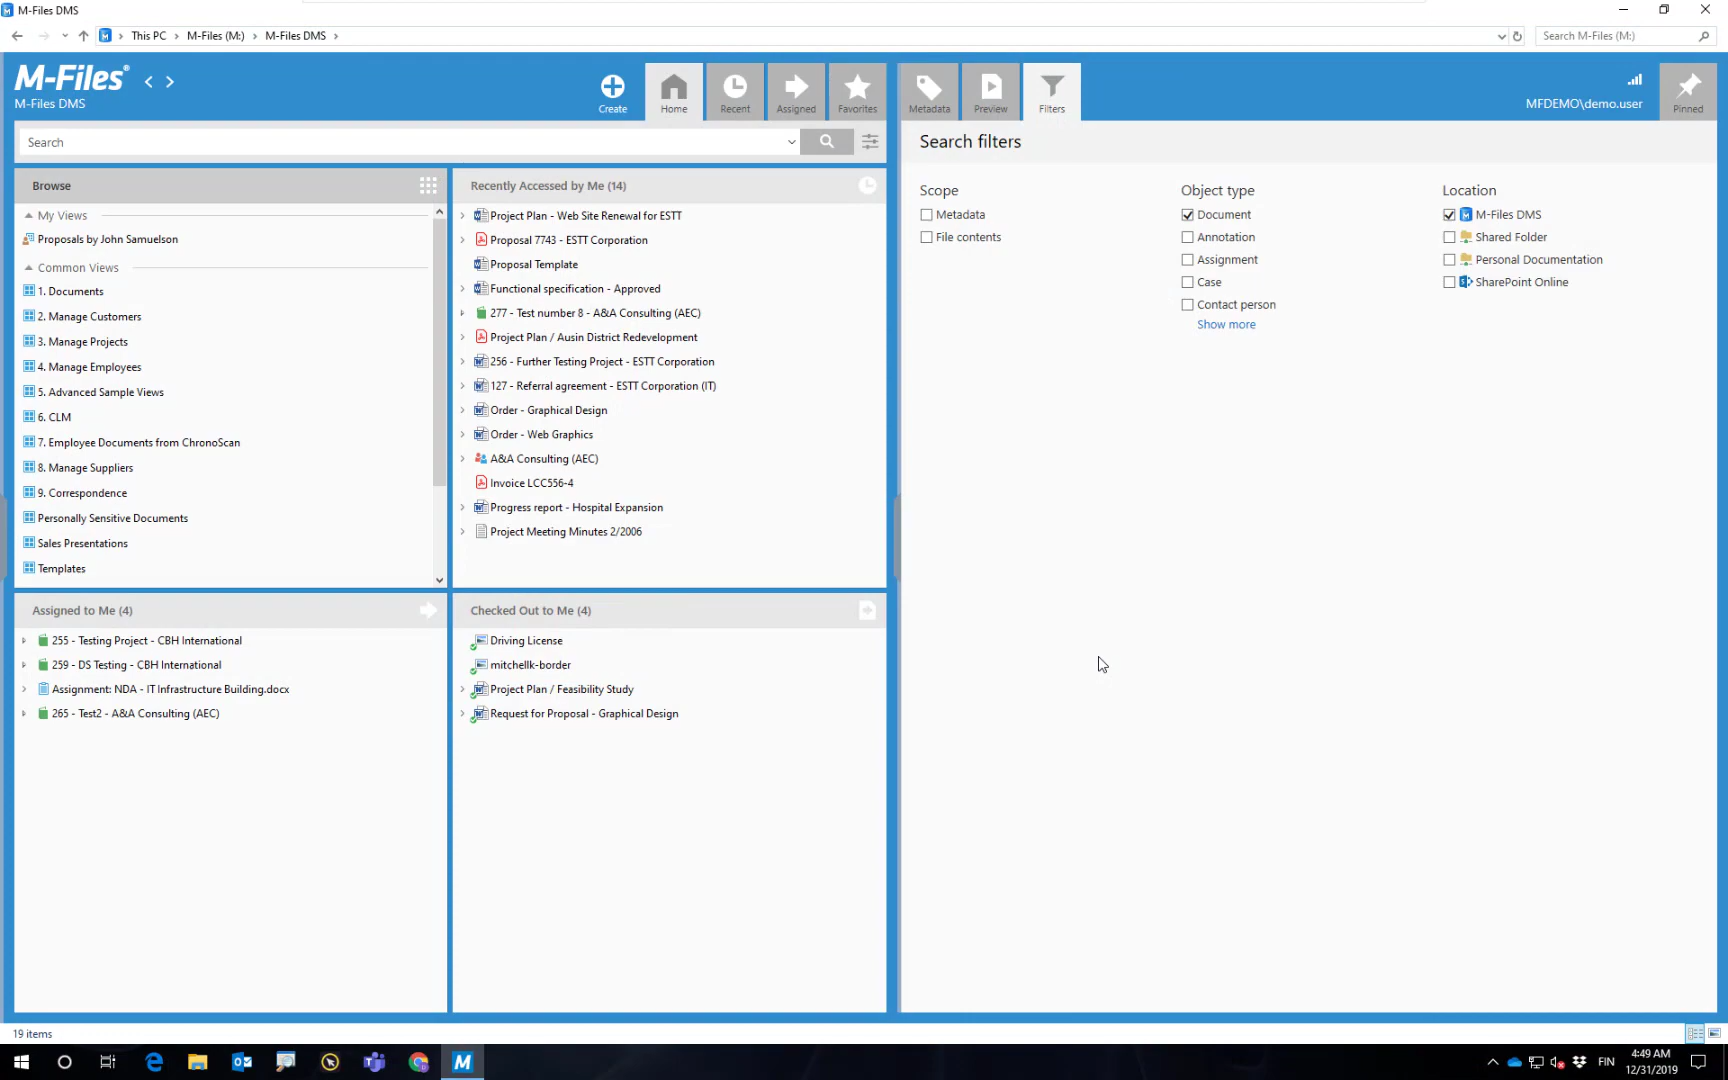 M-Files DMS
This PC > M-Files (M:) > M-Files DMS >
Search M-Files (M:)
M-Files®
M-Files DMS
Create
Home
Recent
Assigned
Favorites
Metadata
Preview
Filters
MFDEMO\demo.user
Pinned
Search
Search filters
Browse
My Views
Proposals by John Samuelson
Common Views
1. Documents
2. Manage Customers
3. Manage Projects
4. Manage Employees
5. Advanced Sample Views
6. CLM
7. Employee Documents from ChronoScan
8. Manage Suppliers
9. Correspondence
Personally Sensitive Documents
Sales Presentations
Templates
Recently Accessed by Me (14)
Project Plan - Web Site Renewal for ESTT
Proposal 7743 - ESTT Corporation
Proposal Template
Functional specification - Approved
277 - Test number 8 - A&A Consulting (AEC)
Project Plan / Ausin District Redevelopment
256 - Further Testing Project - ESTT Corporation
127 - Referral agreement - ESTT Corporation (IT)
Order - Graphical Design
Order - Web Graphics
A&A Consulting (AEC)
Invoice LCC556-4
Progress report - Hospital Expansion
Project Meeting Minutes 2/2006
Scope
Metadata
File contents
Object type
Document
Annotation
Assignment
Case
Contact person
Show more
Location
M-Files DMS
Shared Folder
Personal Documentation
SharePoint Online
Assigned to Me (4)
255 - Testing Project - CBH International
259 - DS Testing - CBH International
Assignment: NDA - IT Infrastructure Building.docx
265 - Test2 - A&A Consulting (AEC)
Checked Out to Me (4)
Driving License
mitchellk-border
Project Plan / Feasibility Study
Request for Proposal - Graphical Design
19 items
FIN
4:49 AM
12/31/2019